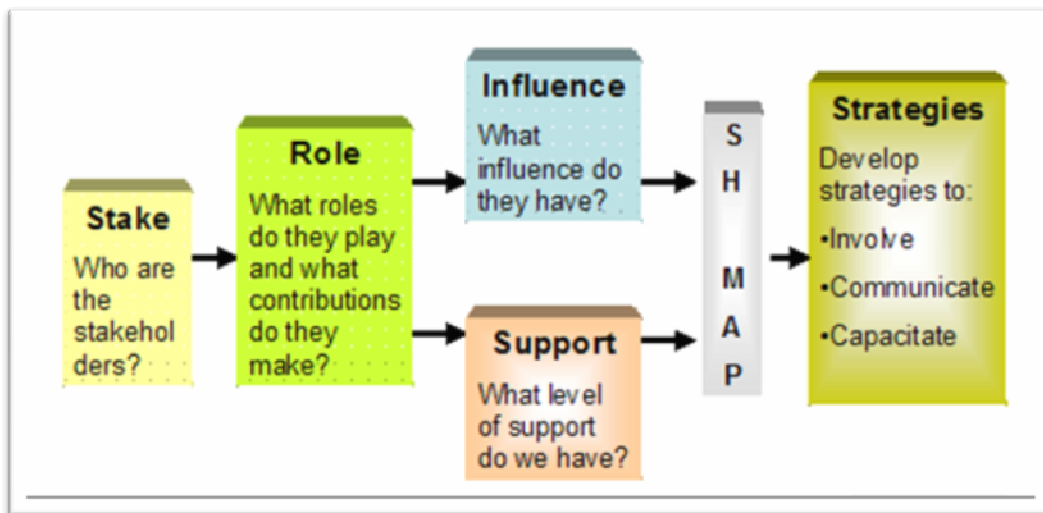 Stake
Who are
the
stakehol
ders?
Role
What roles
do they play
and what
contributions
do they
make?
Influence
What
influence do
they have?
Support
What level
of support
do we have?
S
H
M
A
P
Strategies
Develop
strategies to:
•Involve
•Communicate
•Capacitate